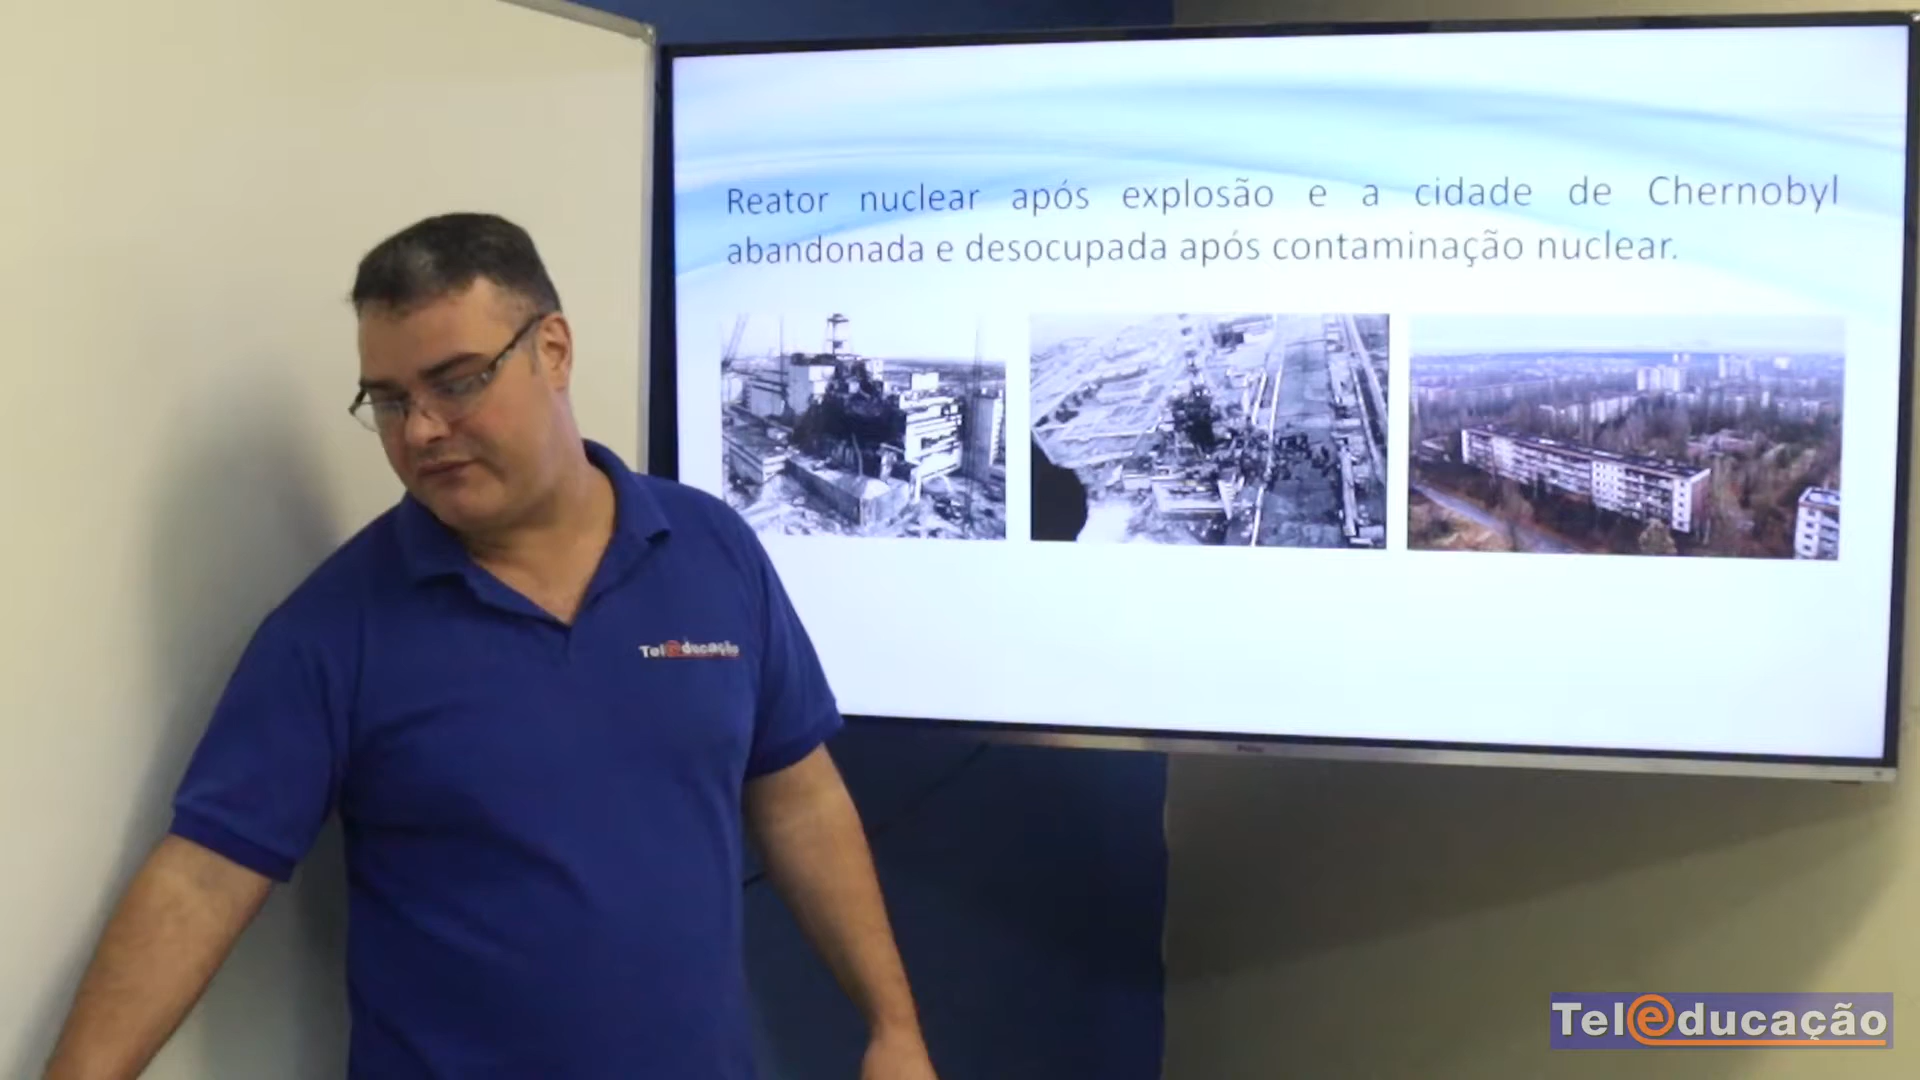 Reator nuclear após explosão e a cidade de Chernobyl
abandonada e desocupada após contaminação nuclear.
Tel@ducação
Tel@ducação